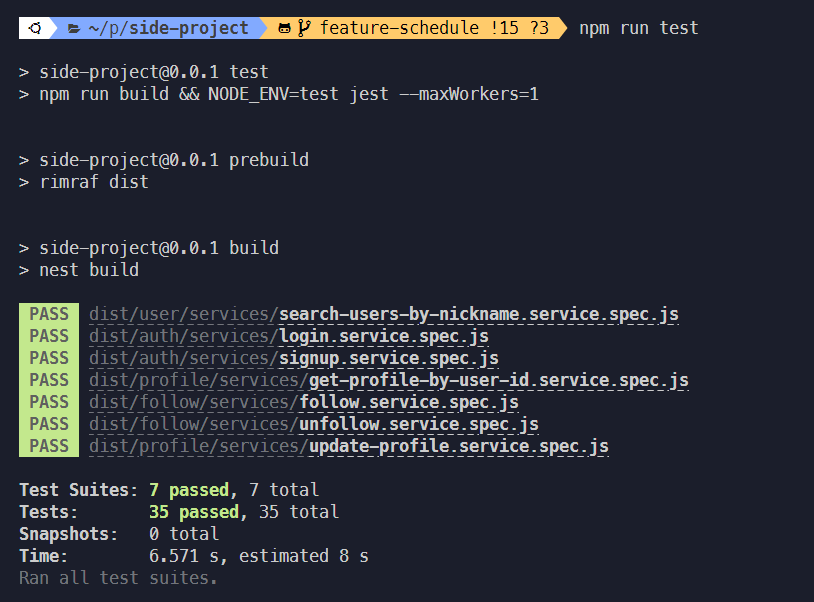 ~/p/side-project feature-schedule !15 ?3 npm run test
> side-project@0.0.1 test
> npm run build && NODE_ENV=test jest --maxWorkers=1
> side-project@0.0.1 prebuild
> rimraf dist
> side-project@0.0.1 build
> nest build
PASS dist/user/services/search-users-by-nickname.service.spec.js
PASS dist/auth/services/login.service.spec.js
PASS dist/auth/services/signup.service.spec.js
PASS dist/profile/services/get-profile-by-user-id.service.spec.js
PASS dist/follow/services/follow.service.spec.js
PASS dist/follow/services/unfollow.service.spec.js
PASS dist/profile/services/update-profile.service.spec.js
Test Suites: 7 passed, 7 total
Tests: 35 passed, 35 total
Snapshots: 0 total
Time: 6.571 s, estimated 8 s
Ran all test suites.